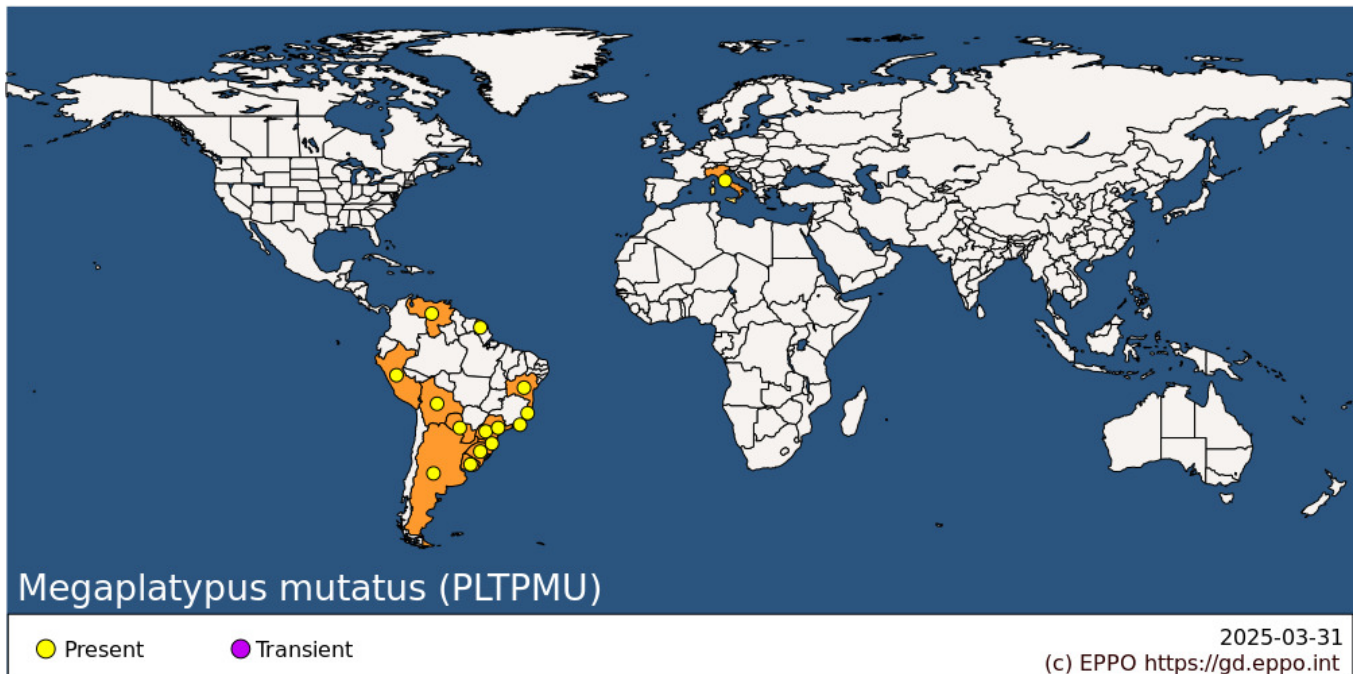 Megaplatypus mutatus (PLTPMU)
Present
Transient
2025-03-31
(c) EPPO https://gd.eppo.int